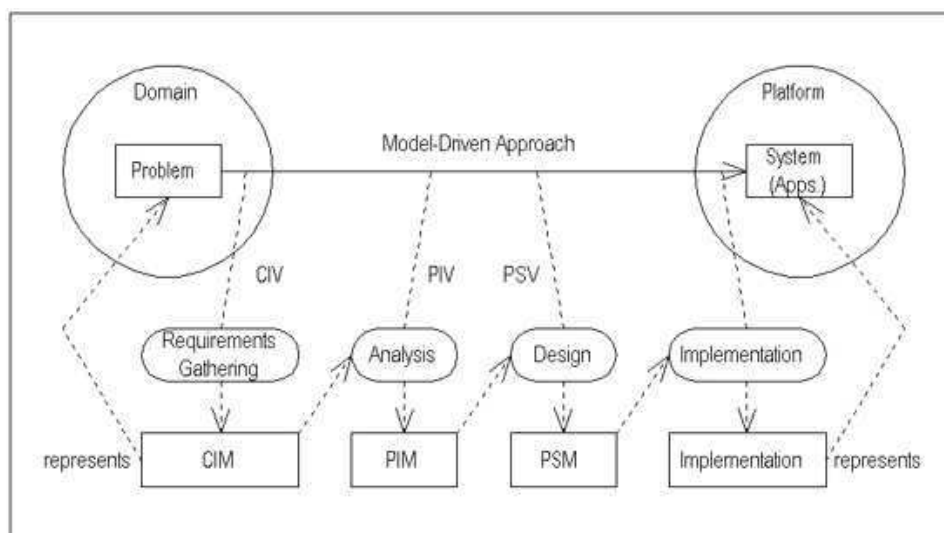 Domain
Platform
Model-Driven Approach
Problem
System
(Apps.)
CIV
PIV
PSV
Requirements
Gathering
Analysis
Design
Implementation
represents
CIM
PIM
PSM
Implementation
represents